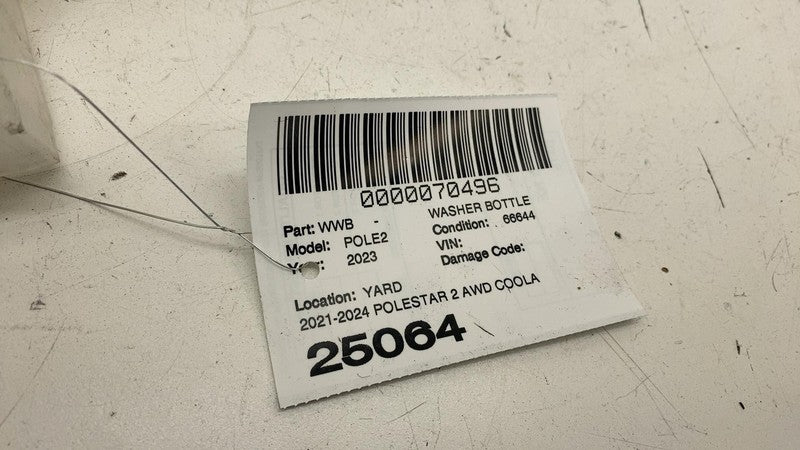 0000070496
Part: WWB - WASHER BOTTLE
Model: POLE2 Condition: 66644
Year: 2023 VIN:
Damage Code:
Location: YARD
2021-2024 POLESTAR 2 AWD COOLA
25064